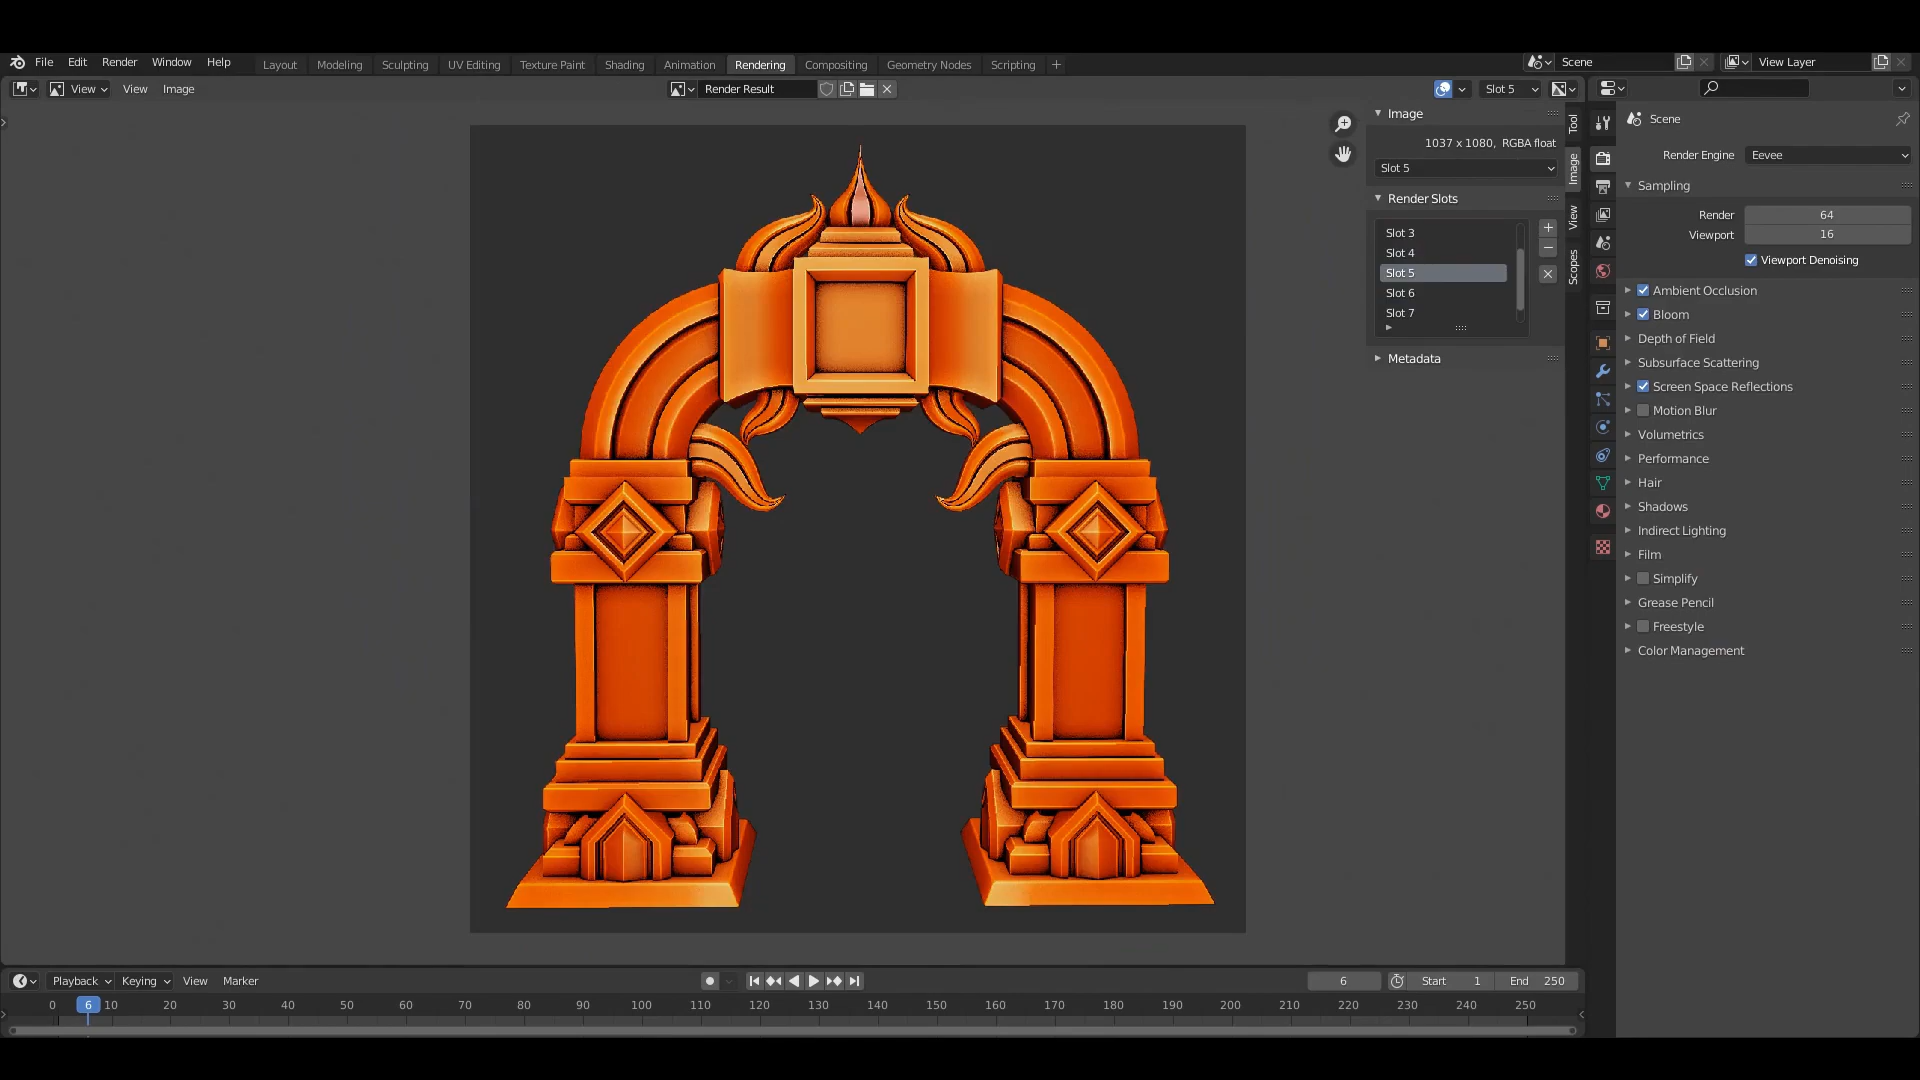 File Edit Render Window Help Layout Modeling Sculpting UV Editing Texture Paint Shading Animation Rendering Compositing Geometry Nodes Scripting + Scene View Layer
View View Image Render Result Slot 5
Image
1037 x 1080, RGBA float
Slot 5
Render Slots
Slot 3
Slot 4
Slot 5
Slot 6
Slot 7
Metadata
Tool
Image
View
Scopes
Scene
Render Engine Eevee
Sampling
Render 64
Viewport 16
Viewport Denoising
Ambient Occlusion
Bloom
Depth of Field
Subsurface Scattering
Screen Space Reflections
Motion Blur
Volumetrics
Performance
Hair
Shadows
Indirect Lighting
Film
Simplify
Grease Pencil
Freestyle
Color Management
Playback Keying View Marker 6 Start 1 End 250
0 6 10 20 30 40 50 60 70 80 90 100 110 120 130 140 150 160 170 180 190 200 210 220 230 240 250